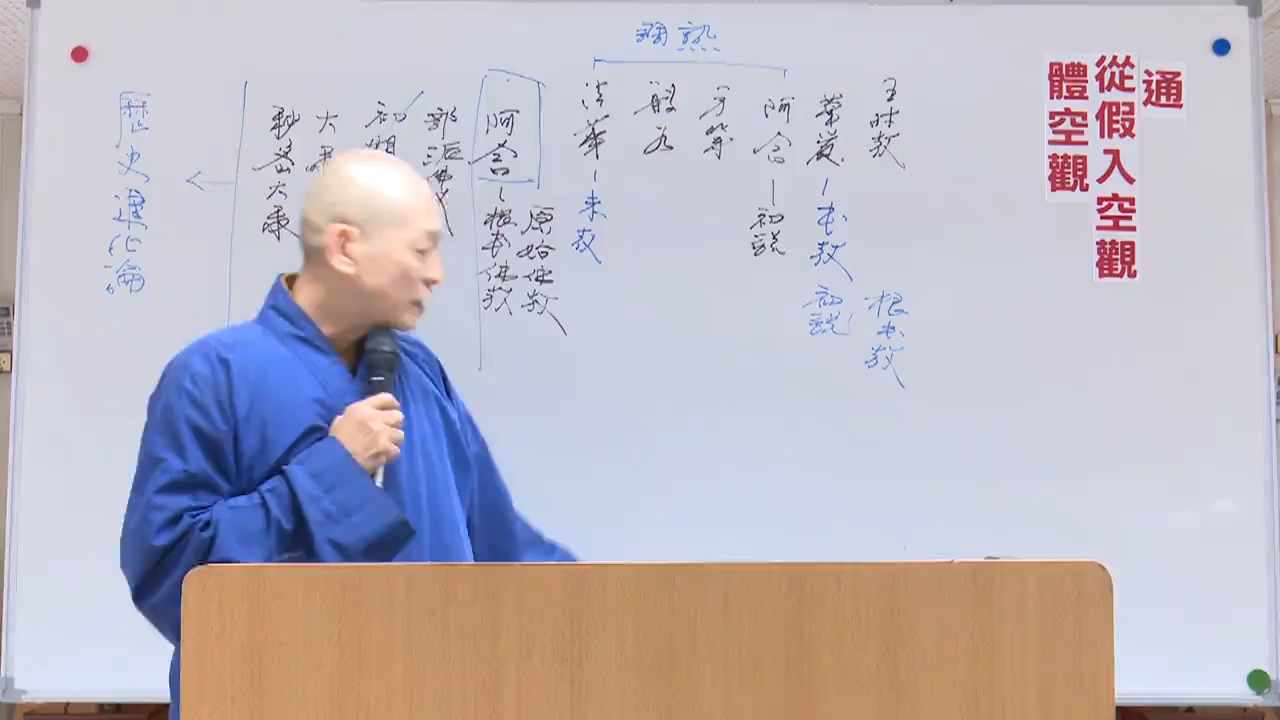 通
從假入空觀
體空觀
調熟
五時教
根本教
華嚴-本教
初説
阿含-初説
方等
般若
法華-末教
原始佛教
阿含-根本佛教
部派佛教
初期
大乘
秘密大乘
歷史進化論